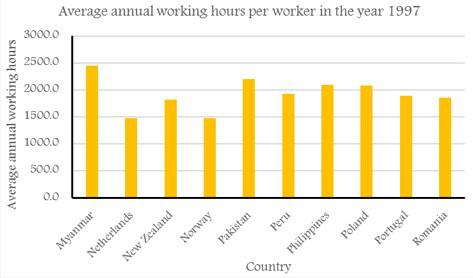 Average annual working hours per worker in the year 1997
Average annual working hours
3000.0
2500.0
2000.0
1500.0
1000.0
500.0
0.0
Myanmar
Netherlands
New Zealand
Norway
Pakistan
Peru
Philippines
Poland
Portugal
Romania
Country